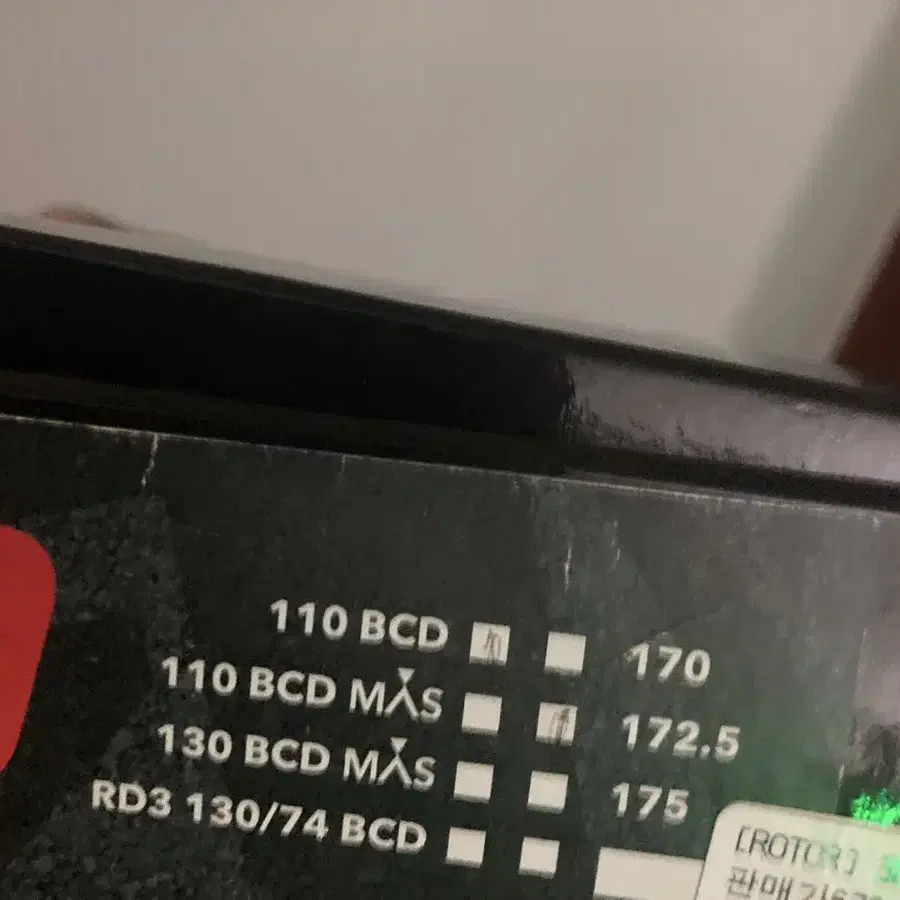 110 BCD 170
110 BCD MAS 172.5
130 BCD MAS 175
RD3 130/74 BCD
[ROTOR]